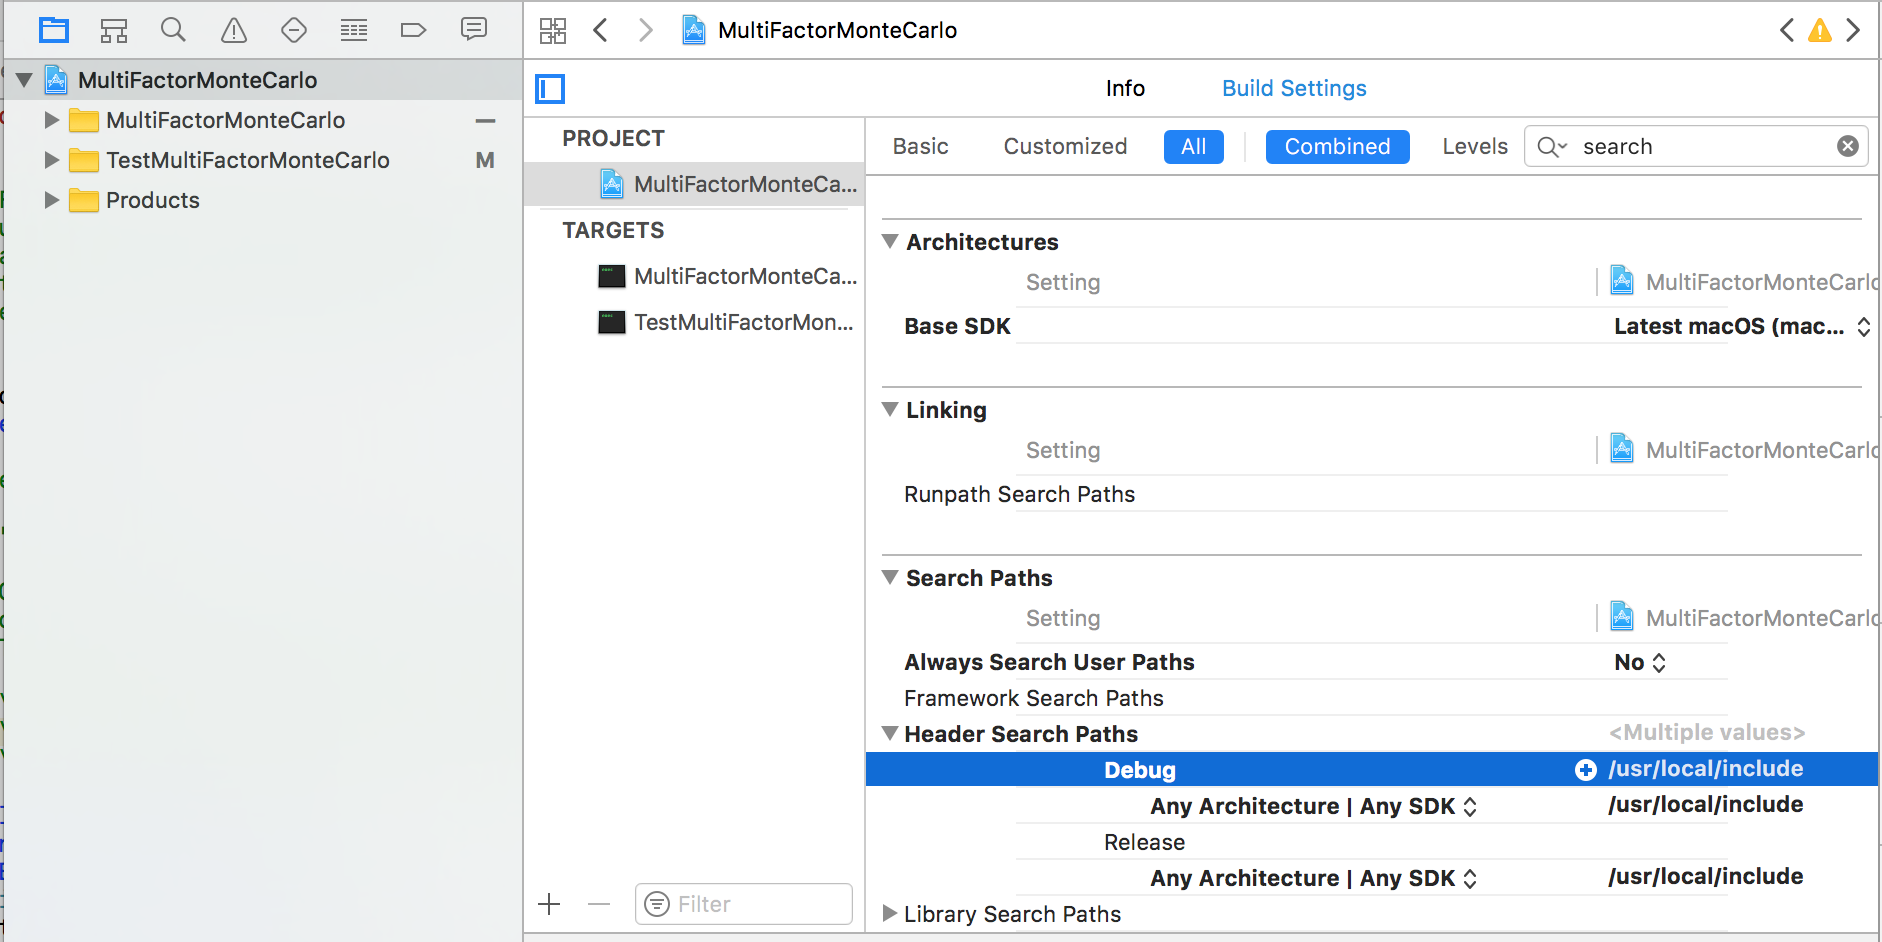 MultiFactorMonteCarlo
MultiFactorMonteCarlo
MultiFactorMonteCarlo
TestMultiFactorMonteCarlo M
Products
Info Build Settings
PROJECT
MultiFactorMonteCa...
TARGETS
MultiFactorMonteCa...
TestMultiFactorMon...
Filter
Basic Customized All Combined Levels search
Architectures
Setting MultiFactorMonteCarlo
Base SDK Latest macOS (mac...
Linking
Setting MultiFactorMonteCarlo
Runpath Search Paths
Search Paths
Setting MultiFactorMonteCarlo
Always Search User Paths No
Framework Search Paths
Header Search Paths <Multiple values>
Debug /usr/local/include
Any Architecture | Any SDK /usr/local/include
Release
Any Architecture | Any SDK /usr/local/include
Library Search Paths